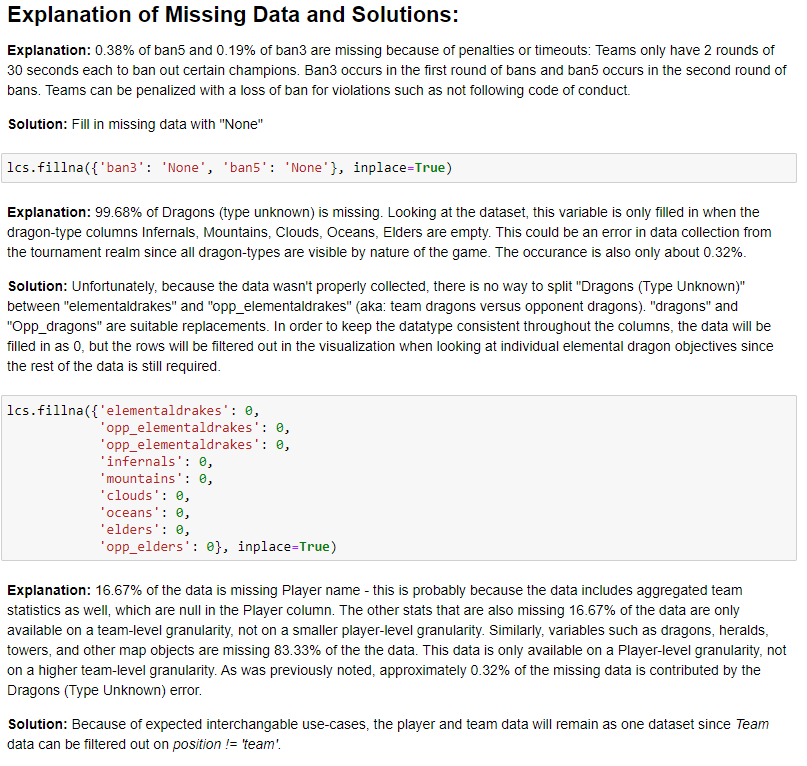 Explanation of Missing Data and Solutions:
Explanation: 0.38% of ban5 and 0.19% of ban3 are missing because of penalties or timeouts: Teams only have 2 rounds of
30 seconds each to ban out certain champions. Ban3 occurs in the first round of bans and ban5 occurs in the second round of
bans. Teams can be penalized with a loss of ban for violations such as not following code of conduct.
Solution: Fill in missing data with "None"
lcs.fillna({'ban3': 'None', 'ban5': 'None'}, inplace=True)
Explanation: 99.68% of Dragons (type unknown) is missing. Looking at the dataset, this variable is only filled in when the
dragon-type columns Infernals, Mountains, Clouds, Oceans, Elders are empty. This could be an error in data collection from
the tournament realm since all dragon-types are visible by nature of the game. The occurance is also only about 0.32%.
Solution: Unfortunately, because the data wasn't properly collected, there is no way to split "Dragons (Type Unknown)"
between "elementaldrakes" and "opp_elementaldrakes" (aka: team dragons versus opponent dragons). "dragons" and
"Opp_dragons" are suitable replacements. In order to keep the datatype consistent throughout the columns, the data will be
filled in as 0, but the rows will be filtered out in the visualization when looking at individual elemental dragon objectives since
the rest of the data is still required.
lcs.fillna({'elementaldrakes': 0,
'opp_elementaldrakes': 0,
'opp_elementaldrakes': 0,
'infernals': 0,
'mountains': 0,
'clouds': 0,
'oceans': 0,
'elders': 0,
'opp_elders': 0}, inplace=True)
Explanation: 16.67% of the data is missing Player name - this is probably because the data includes aggregated team
statistics as well, which are null in the Player column. The other stats that are also missing 16.67% of the data are only
available on a team-level granularity, not on a smaller player-level granularity. Similarly, variables such as dragons, heralds,
towers, and other map objects are missing 83.33% of the the data. This data is only available on a Player-level granularity, not
on a higher team-level granularity. As was previously noted, approximately 0.32% of the missing data is contributed by the
Dragons (Type Unknown) error.
Solution: Because of expected interchangable use-cases, the player and team data will remain as one dataset since Team
data can be filtered out on position != 'team'.